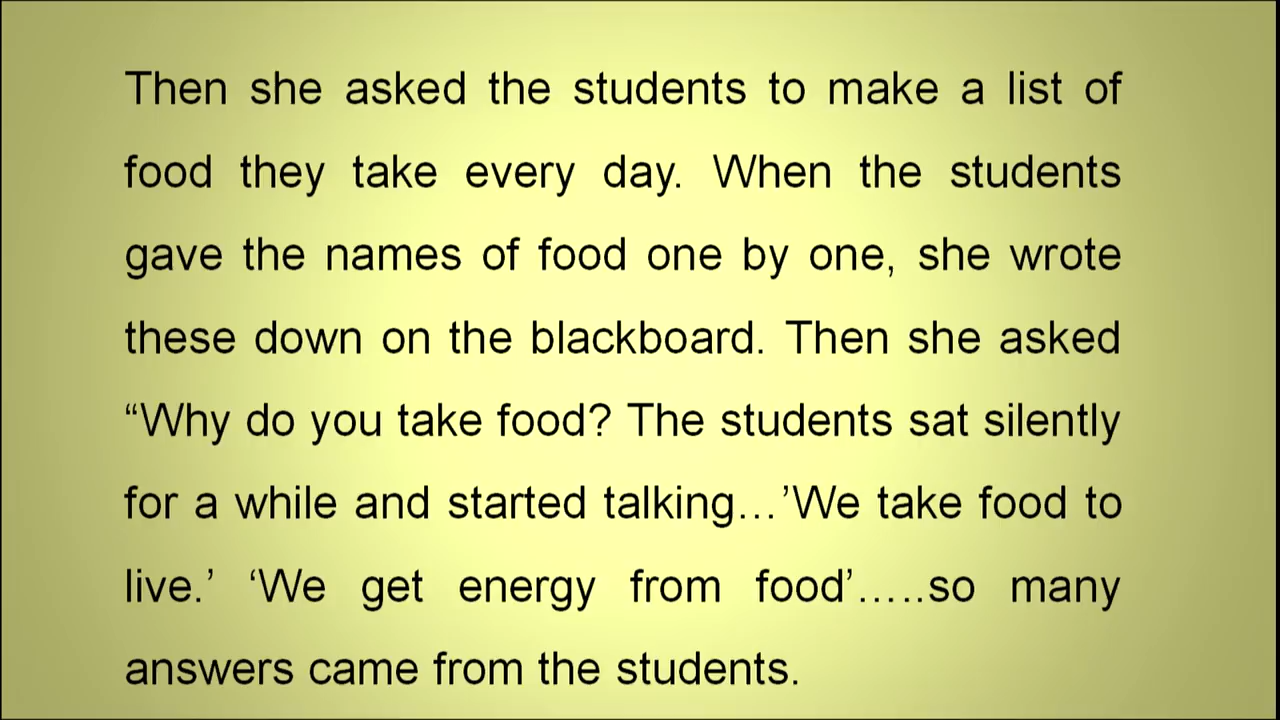 Then she asked the students to make a list of
food they take every day. When the students
gave the names of food one by one, she wrote
these down on the blackboard. Then she asked
“Why do you take food? The students sat silently
for a while and started talking…’We take food to
live.’ ‘We get energy from food’…..so many
answers came from the students.